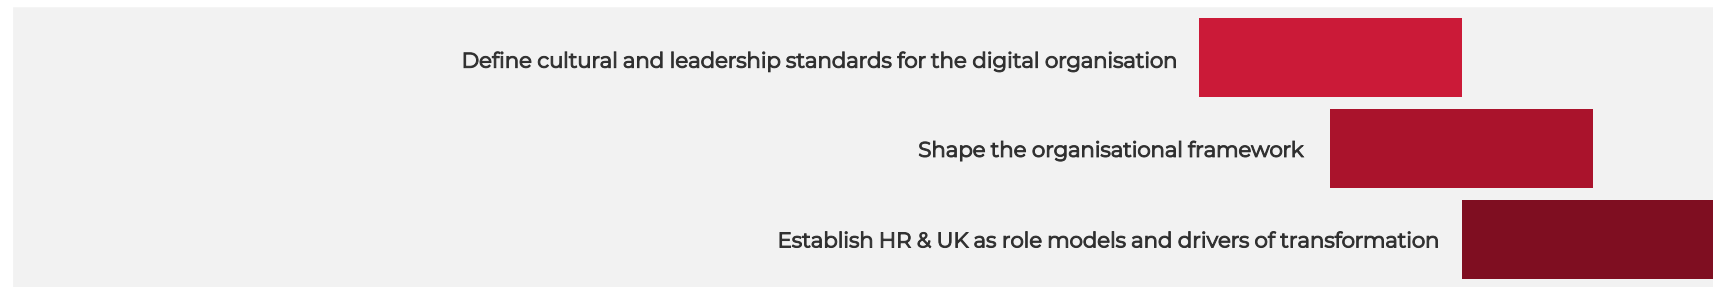 Define cultural and leadership standards for the digital organisation
Shape the organisational framework
Establish HR & UK as role models and drivers of transformation